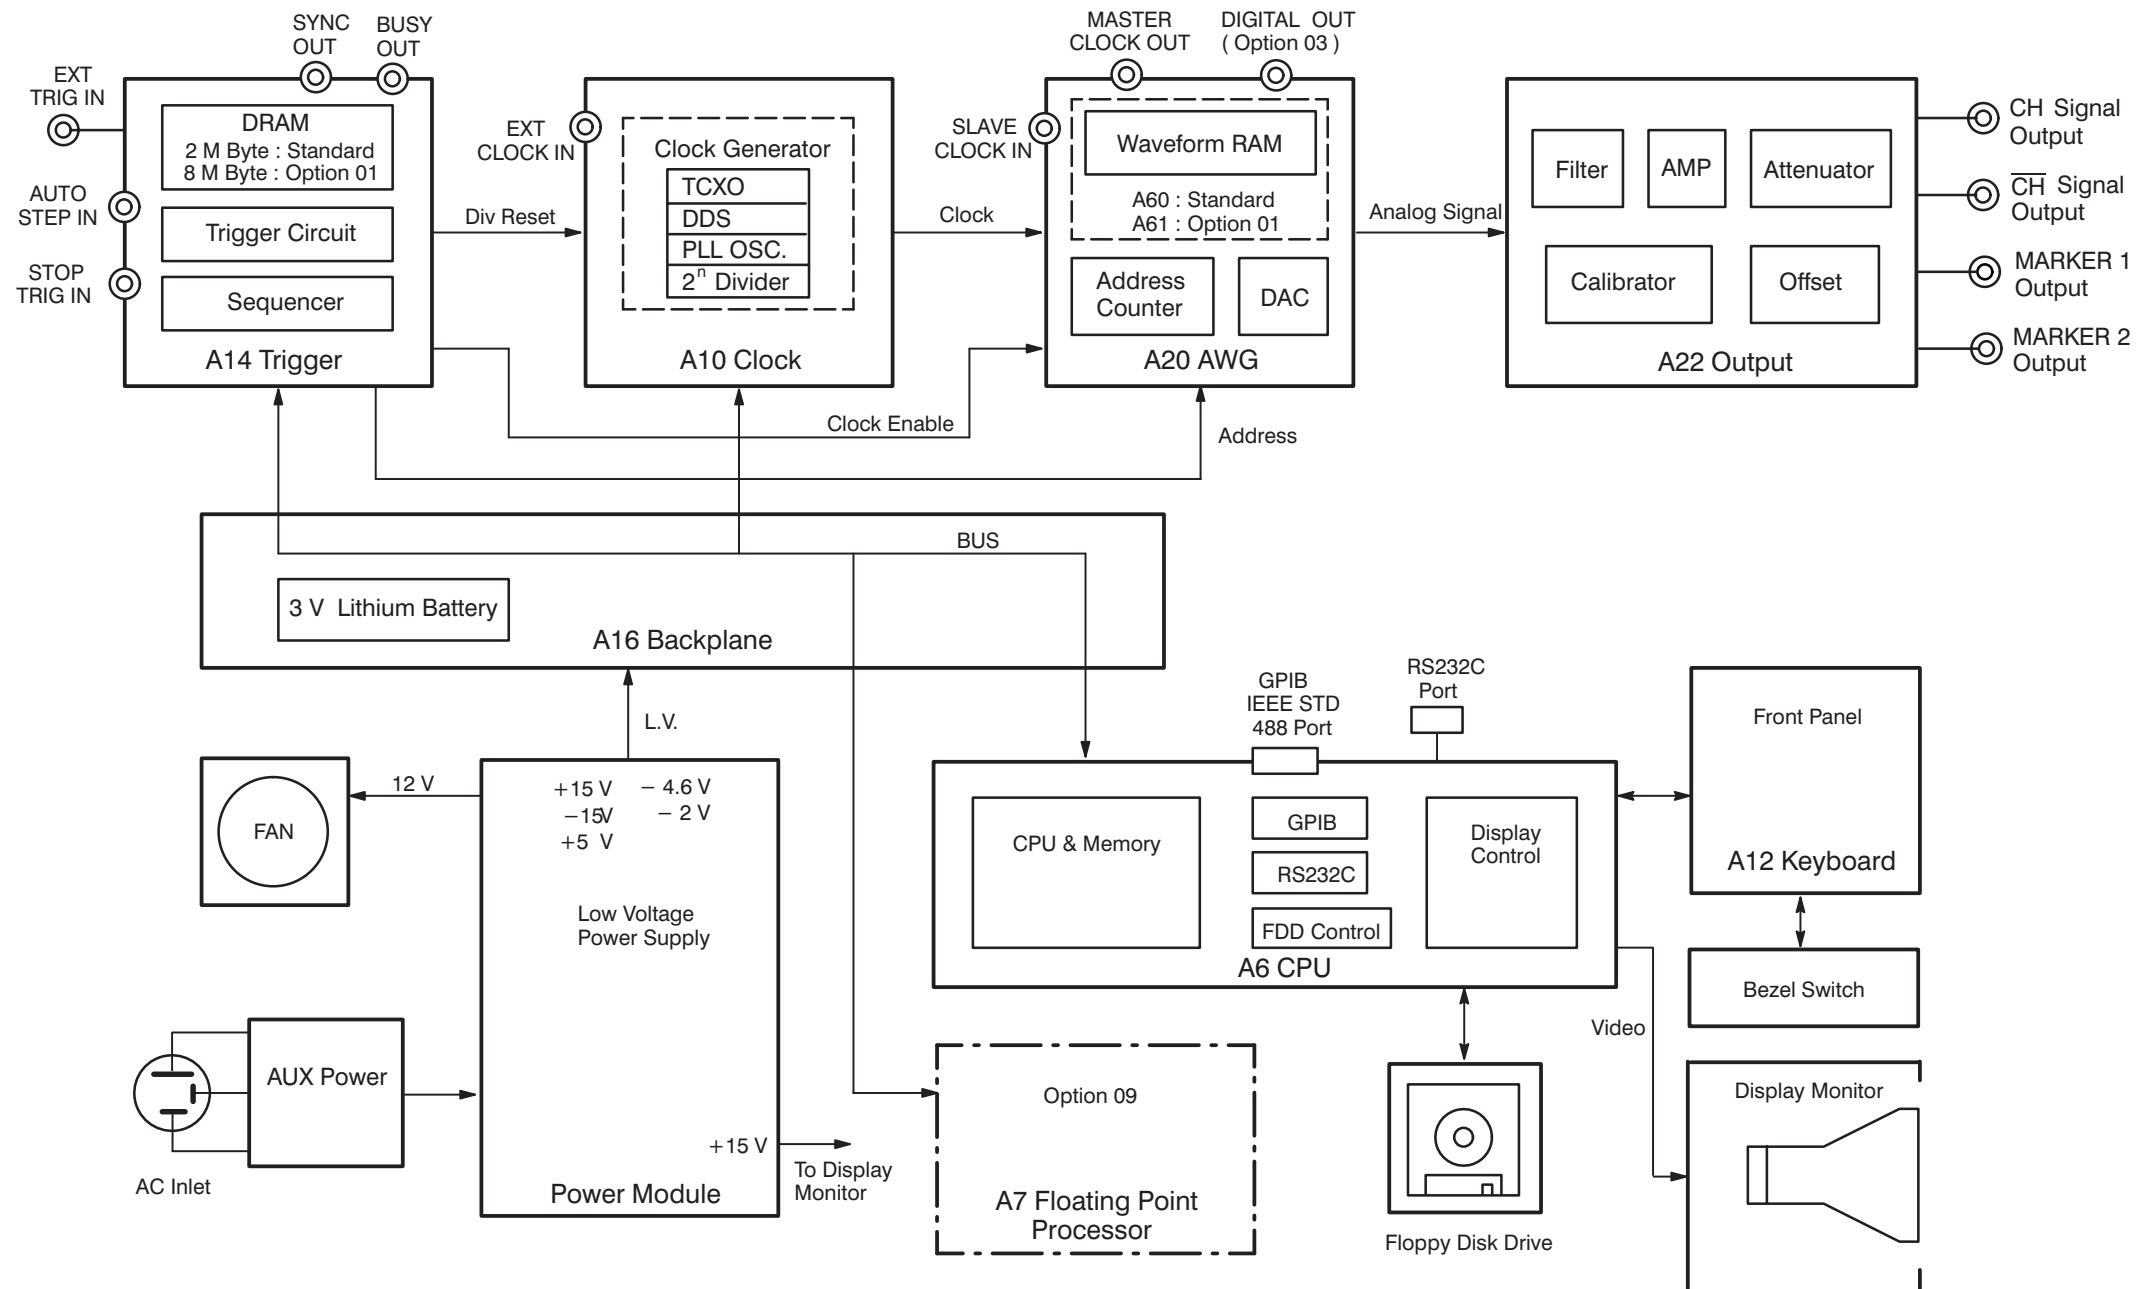 SYNC
OUT
BUSY
OUT
EXT
TRIG IN
AUTO
STEP IN
STOP
TRIG IN
DRAM
2 M Byte : Standard
8 M Byte : Option 01
Trigger Circuit
Sequencer
A14 Trigger
Div Reset
EXT
CLOCK IN
Clock Generator
TCXO
DDS
PLL OSC.
2ⁿ Divider
A10 Clock
Clock
MASTER
CLOCK OUT
DIGITAL OUT
( Option 03 )
SLAVE
CLOCK IN
Waveform RAM
A60 : Standard
A61 : Option 01
Address
Counter
DAC
A20 AWG
Analog Signal
Filter
AMP
Attenuator
Calibrator
Offset
A22 Output
CH Signal
Output
C̅H̅ Signal
Output
MARKER 1
Output
MARKER 2
Output
Clock Enable
Address
BUS
3 V Lithium Battery
A16 Backplane
L.V.
FAN
12 V
+15 V − 4.6 V
−15V − 2 V
+5 V
Low Voltage
Power Supply
+15 V
Power Module
To Display
Monitor
AUX Power
AC Inlet
GPIB
IEEE STD
488 Port
RS232C
Port
CPU & Memory
GPIB
RS232C
FDD Control
Display
Control
A6 CPU
Front Panel
A12 Keyboard
Bezel Switch
Video
Display Monitor
Option 09
A7 Floating Point
Processor
Floppy Disk Drive